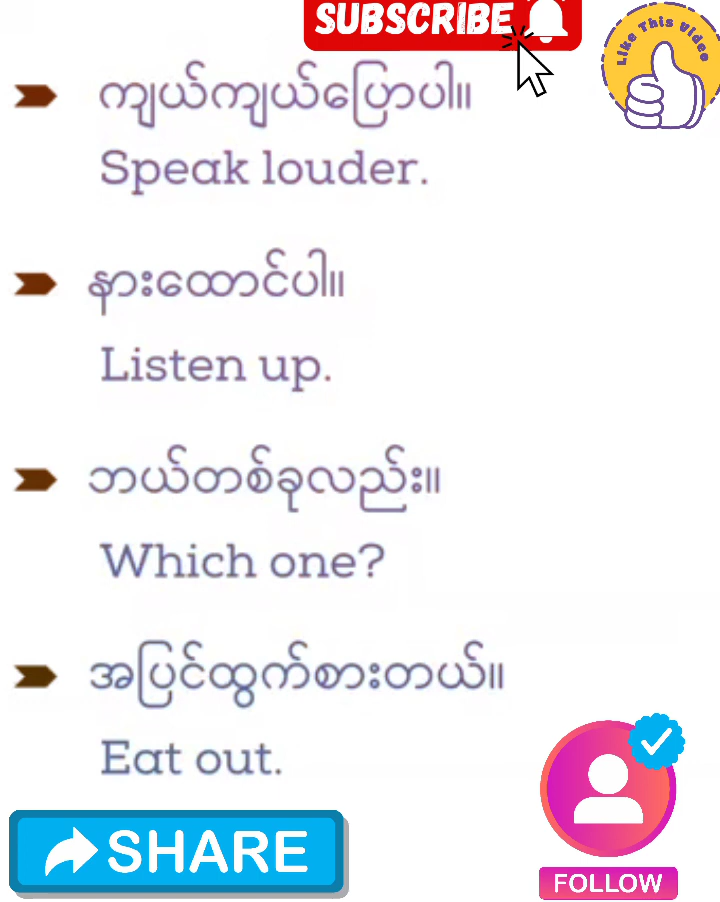 SUBSCRIBE
Like This Video
ကျယ်ကျယ်ပြောပါ။
Speak louder.
နားထောင်ပါ။
Listen up.
ဘယ်တစ်ခုလည်း။
Which one?
အပြင်ထွက်စားတယ်။
Eat out.
SHARE
FOLLOW